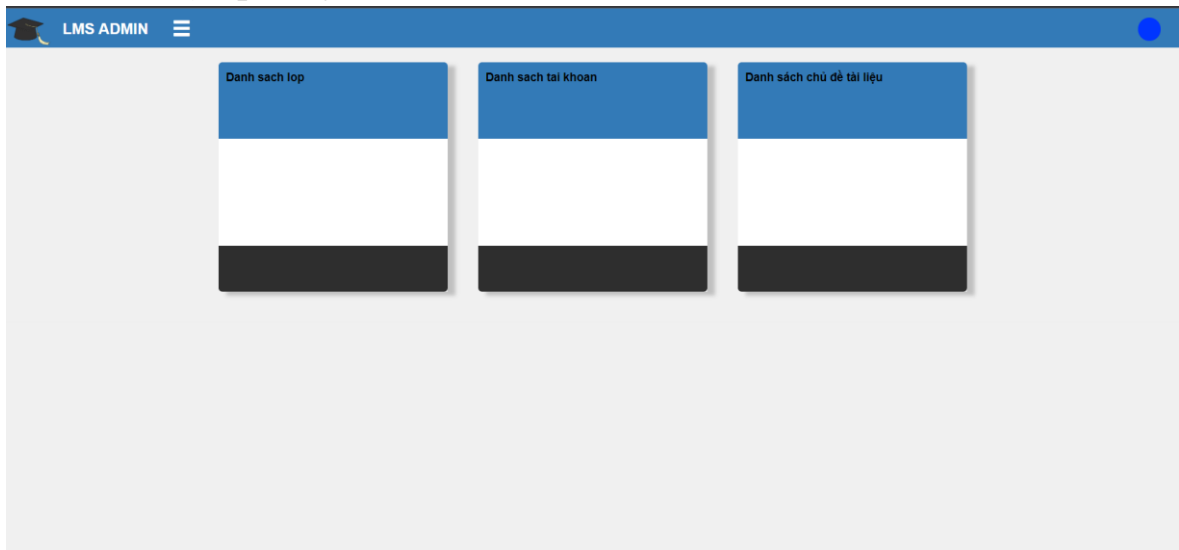 LMS ADMIN
Danh sach lop
Danh sach tai khoan
Danh sách chủ đề tài liệu